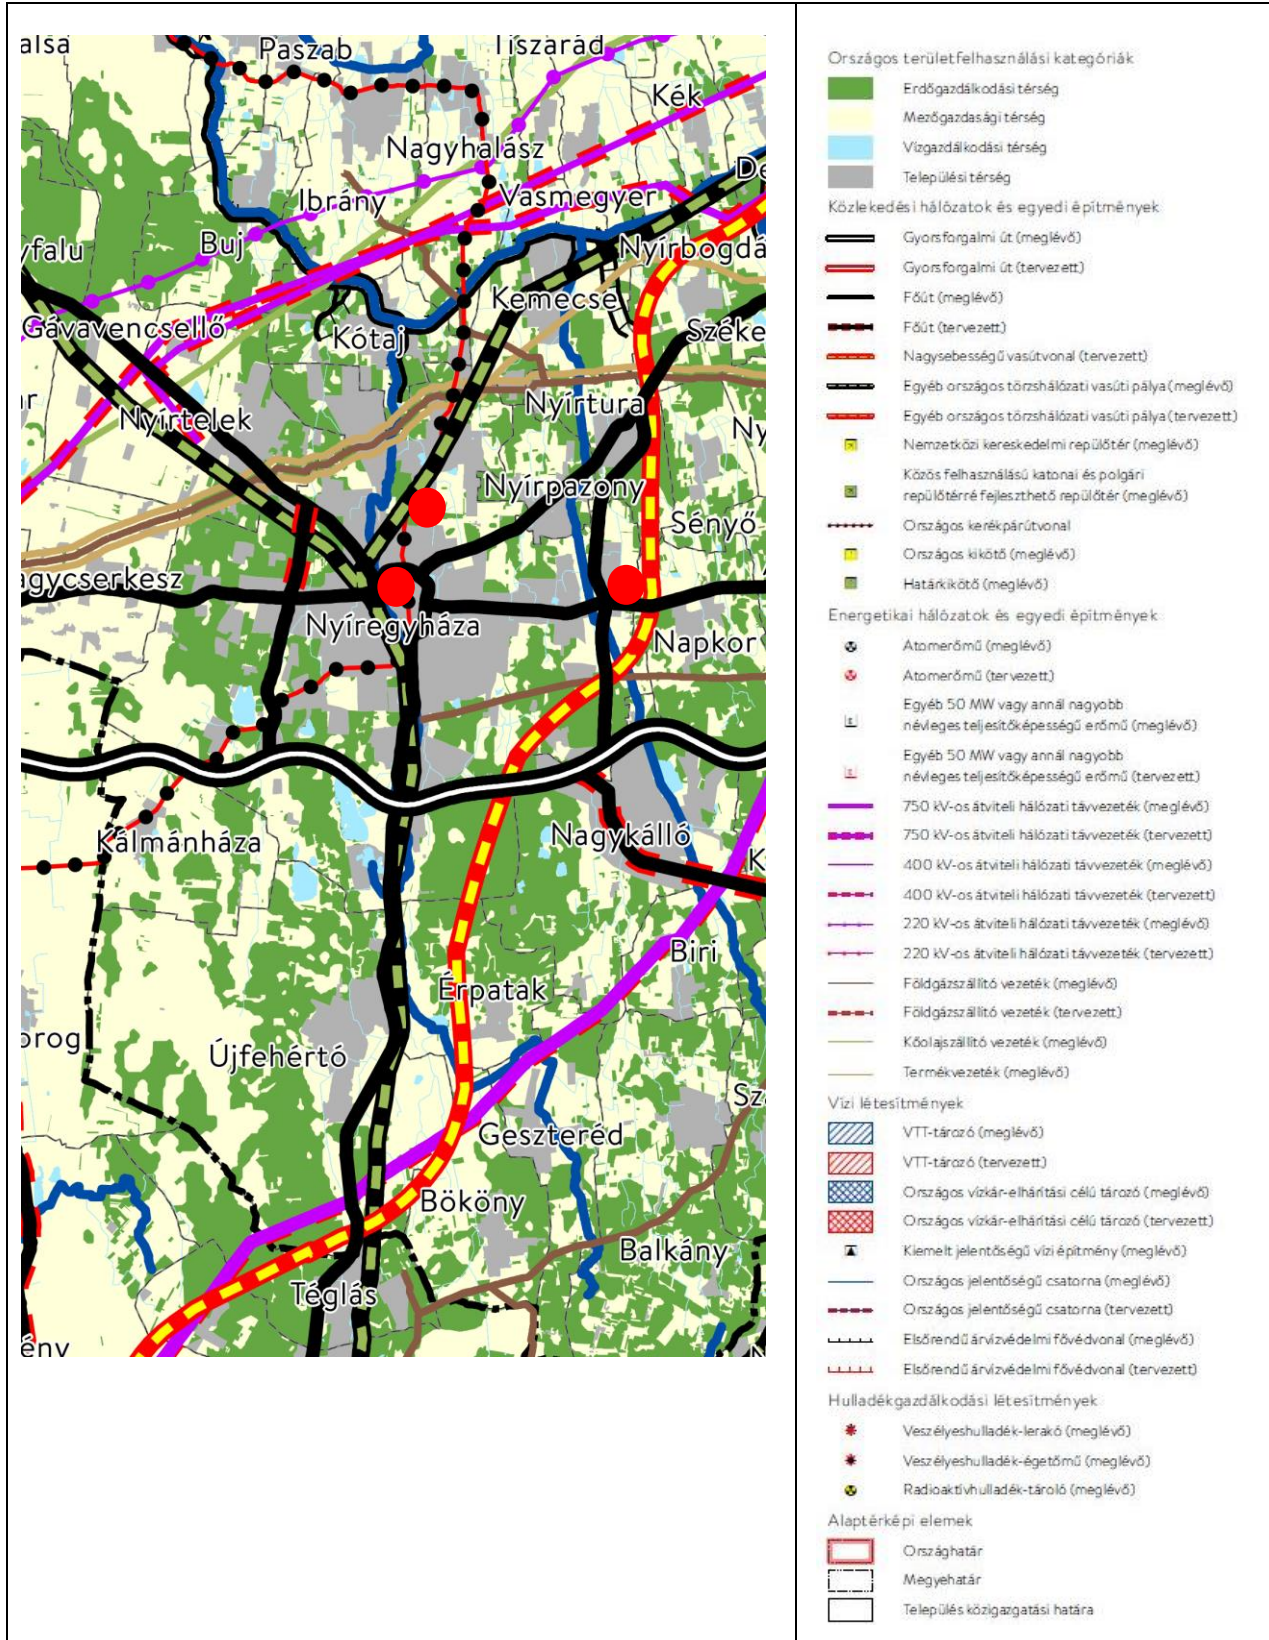 alsa
Paszab
Tiszarád
Kék
Nagyhalász
De
Ibrány
Vasmegyer
Buj
yfalu
Nyírbogdá
Kemecse
Gávavencsellő
Kótaj
Széke
ar
Nyírtelek
Nyírtura
Ny
Nyírpazony
Sényő
agycserkesz
Nyíregyháza
Napkor
Kálmánháza
Nagykálló
K
Biri
Érpatak
orog
Újfehértó
Sz
Geszteréd
Bököny
Balkány
Téglás
ény
Országos területfelhasználási kategóriák
Erdőgazdálkodási térség
Mezőgazdasági térség
Vízgazdálkodási térség
Települési térség
Közlekedési hálózatok és egyedi építmények
Gyorsforgalmi út (meglévő)
Gyorsforgalmi út (tervezett)
Főút (meglévő)
Főút (tervezett)
Nagysebességű vasútvonal (tervezett)
Egyéb országos törzshálózati vasúti pálya (meglévő)
Egyéb országos törzshálózati vasúti pálya (tervezett)
Nemzetközi kereskedelmi repülőtér (meglévő)
Közös felhasználású katonai és polgári
repülőtérré fejleszthető repülőtér (meglévő)
Országos kerékpárútvonal
Országos kikötő (meglévő)
Határkikötő (meglévő)
Energetikai hálózatok és egyedi építmények
Atomerőmű (meglévő)
Atomerőmű (tervezett)
Egyéb 50 MW vagy annál nagyobb
névleges teljesítőképességű erőmű (meglévő)
Egyéb 50 MW vagy annál nagyobb
névleges teljesítőképességű erőmű (tervezett)
750 kV-os átviteli hálózati távvezeték (meglévő)
750 kV-os átviteli hálózati távvezeték (tervezett)
400 kV-os átviteli hálózati távvezeték (meglévő)
400 kV-os átviteli hálózati távvezeték (tervezett)
220 kV-os átviteli hálózati távvezeték (meglévő)
220 kV-os átviteli hálózati távvezeték (tervezett)
Földgázszállító vezeték (meglévő)
Földgázszállító vezeték (tervezett)
Kőolajszállító vezeték (meglévő)
Termékvezeték (meglévő)
Vízi létesítmények
VTT-tározó (meglévő)
VTT-tározó (tervezett)
Országos vízkár-elhárítási célú tározó (meglévő)
Országos vízkár-elhárítási célú tározó (tervezett)
Kiemelt jelentőségű vízi építmény (meglévő)
Országos jelentőségű csatorna (meglévő)
Országos jelentőségű csatorna (tervezett)
Elsőrendű árvízvédelmi fővédvonal (meglévő)
Elsőrendű árvízvédelmi fővédvonal (tervezett)
Hulladékgazdálkodási létesítmények
Veszélyeshulladék-lerakó (meglévő)
Veszélyeshulladék-égetőmű (meglévő)
Radioaktívhulladék-tároló (meglévő)
Alaptérképi elemek
Országhatár
Megyehatár
Település közigazgatási határa